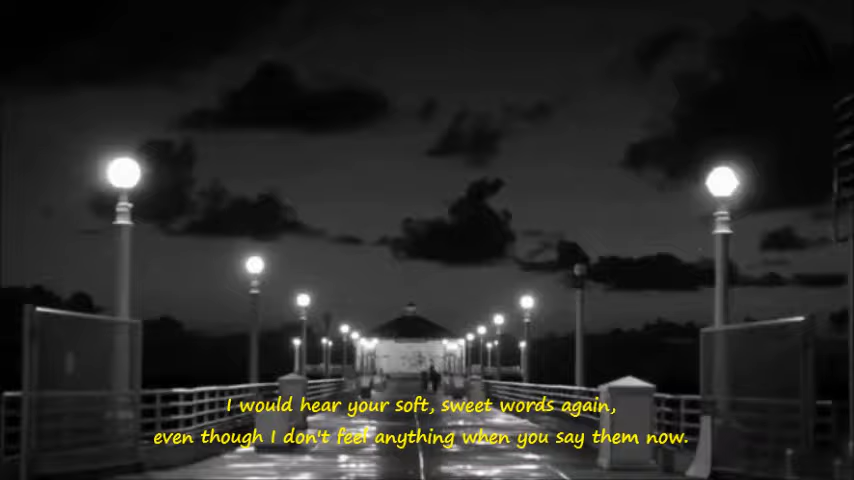 I would hear your soft, sweet words again,
even though I don't feel anything when you say them now.